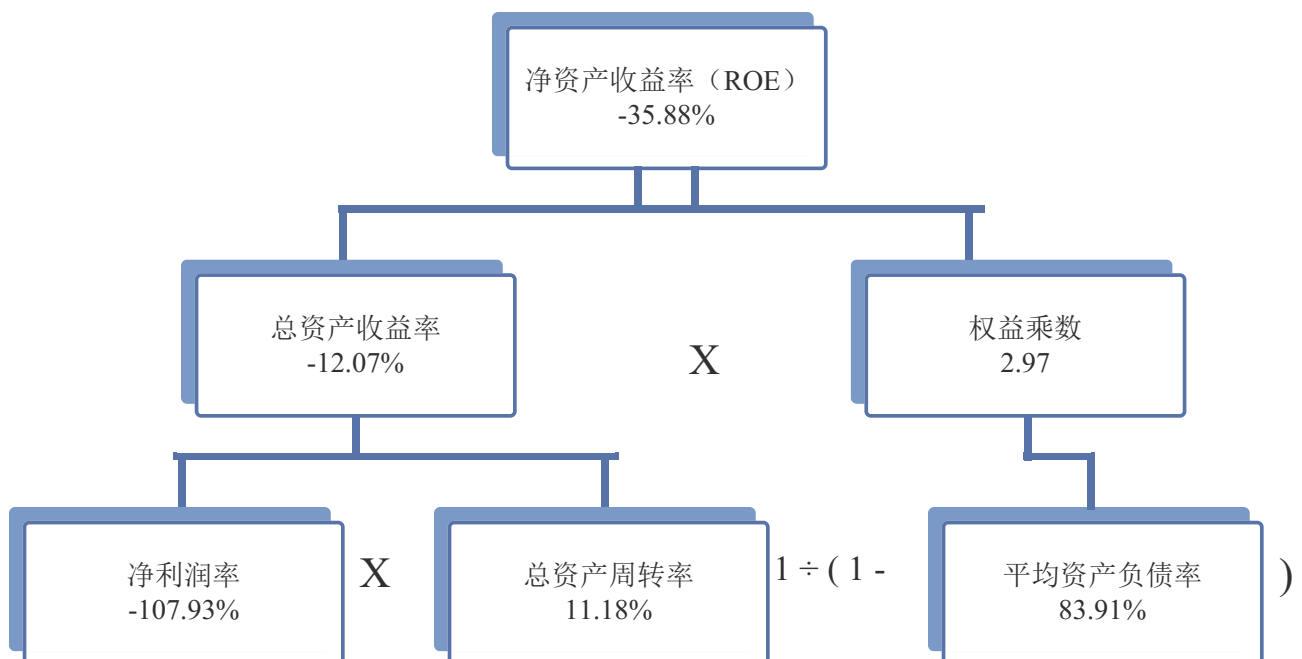 净资产收益率（ROE）
-35.88%
总资产收益率
-12.07%
X
权益乘数
2.97
净利润率
-107.93%
X
总资产周转率
11.18%
1 ÷ ( 1 -
平均资产负债率
83.91%
)